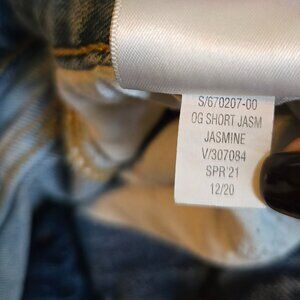 S/670207-00
OG SHORT JASM
JASMINE
V/307084
SPR'21
12/20